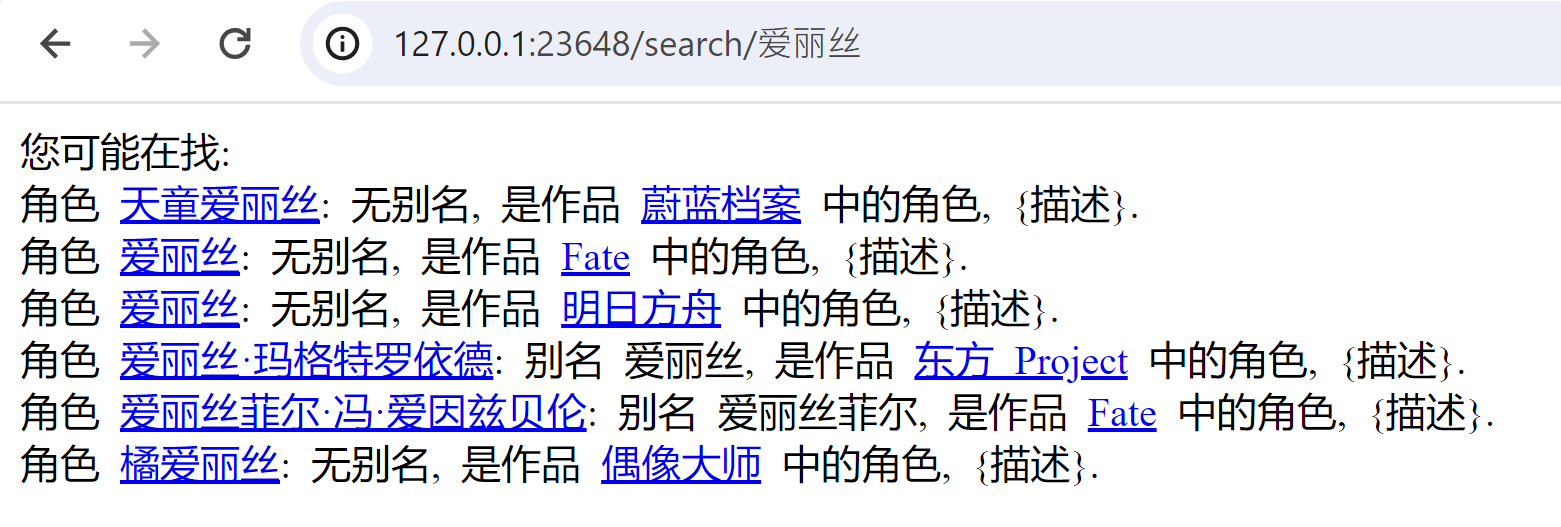 127.0.0.1:23648/search/爱丽丝
您可能在找:
角色 天童爱丽丝: 无别名, 是作品 蔚蓝档案 中的角色, {描述}.
角色 爱丽丝: 无别名, 是作品 Fate 中的角色, {描述}.
角色 爱丽丝: 无别名, 是作品 明日方舟 中的角色, {描述}.
角色 爱丽丝·玛格特罗依德: 别名 爱丽丝, 是作品 东方 Project 中的角色, {描述}.
角色 爱丽丝菲尔·冯·爱因兹贝伦: 别名 爱丽丝菲尔, 是作品 Fate 中的角色, {描述}.
角色 橘爱丽丝: 无别名, 是作品 偶像大师 中的角色, {描述}.